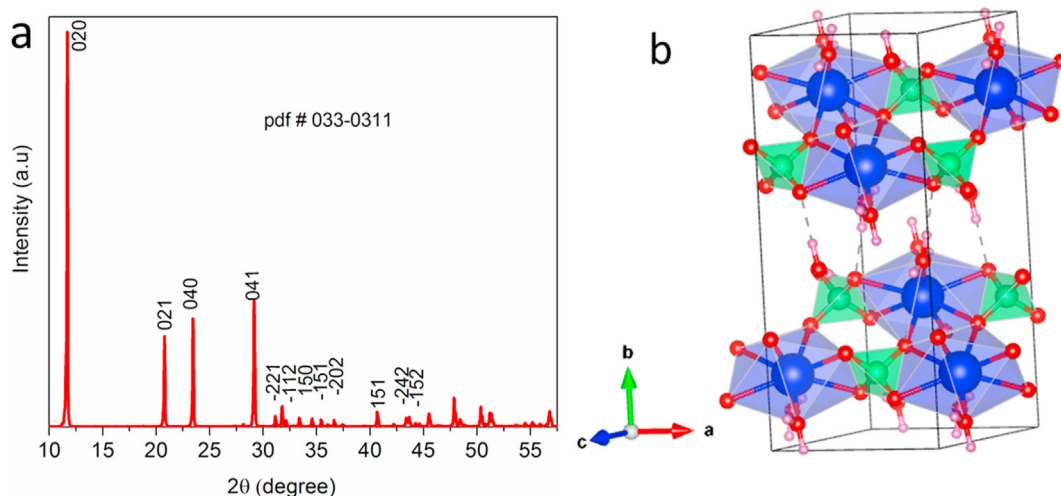 a
020
pdf # 033-0311
021
040
041
-221
-112
150
-151
-202
151
-242
-152
Intensity (a.u)
10 15 20 25 30 35 40 45 50 55
2θ (degree)
b
b
c
a